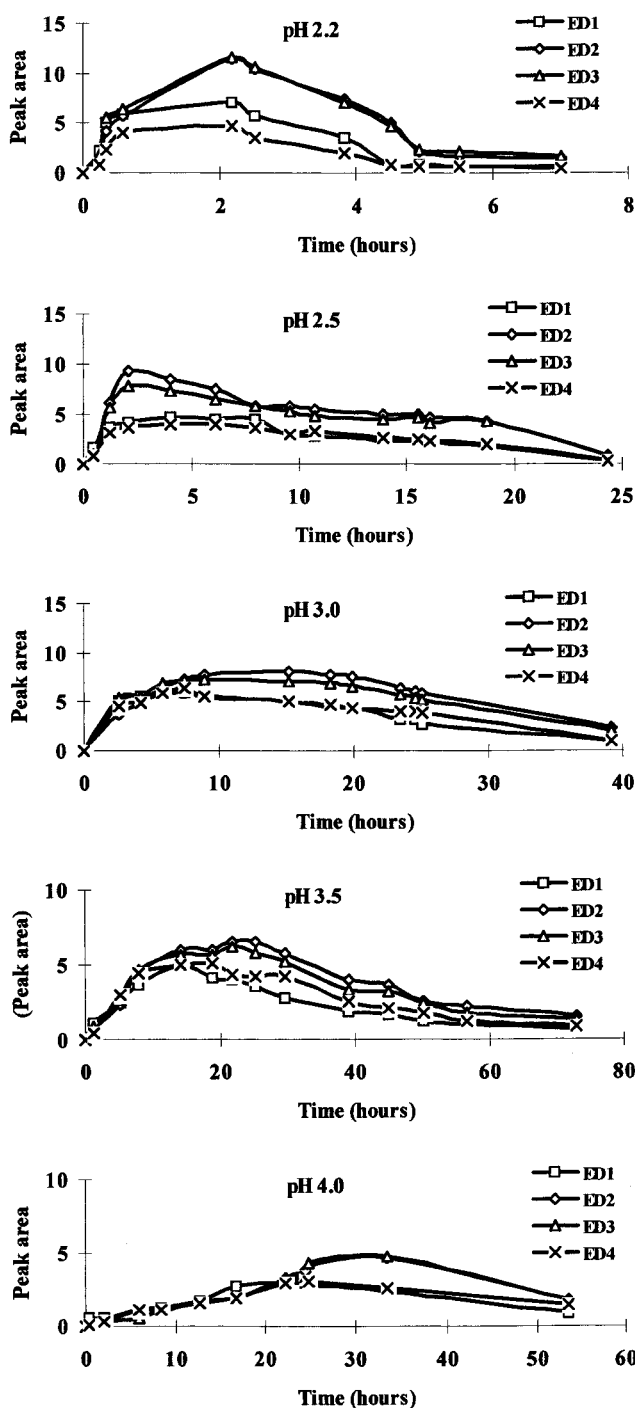 pH 2.2
ED1
ED2
ED3
ED4
Peak area
15
10
5
0
0 2 4 6 8
Time (hours)
pH 2.5
ED1
ED2
ED3
ED4
Peak area
15
10
5
0
0 5 10 15 20 25
Time (hours)
pH 3.0
ED1
ED2
ED3
ED4
Peak area
15
10
5
0
0 10 20 30 40
Time (hours)
pH 3.5
ED1
ED2
ED3
ED4
(Peak area)
10
5
0
0 20 40 60 80
Time (hours)
pH 4.0
ED1
ED2
ED3
ED4
Peak area
10
5
0
0 10 20 30 40 50 60
Time (hours)